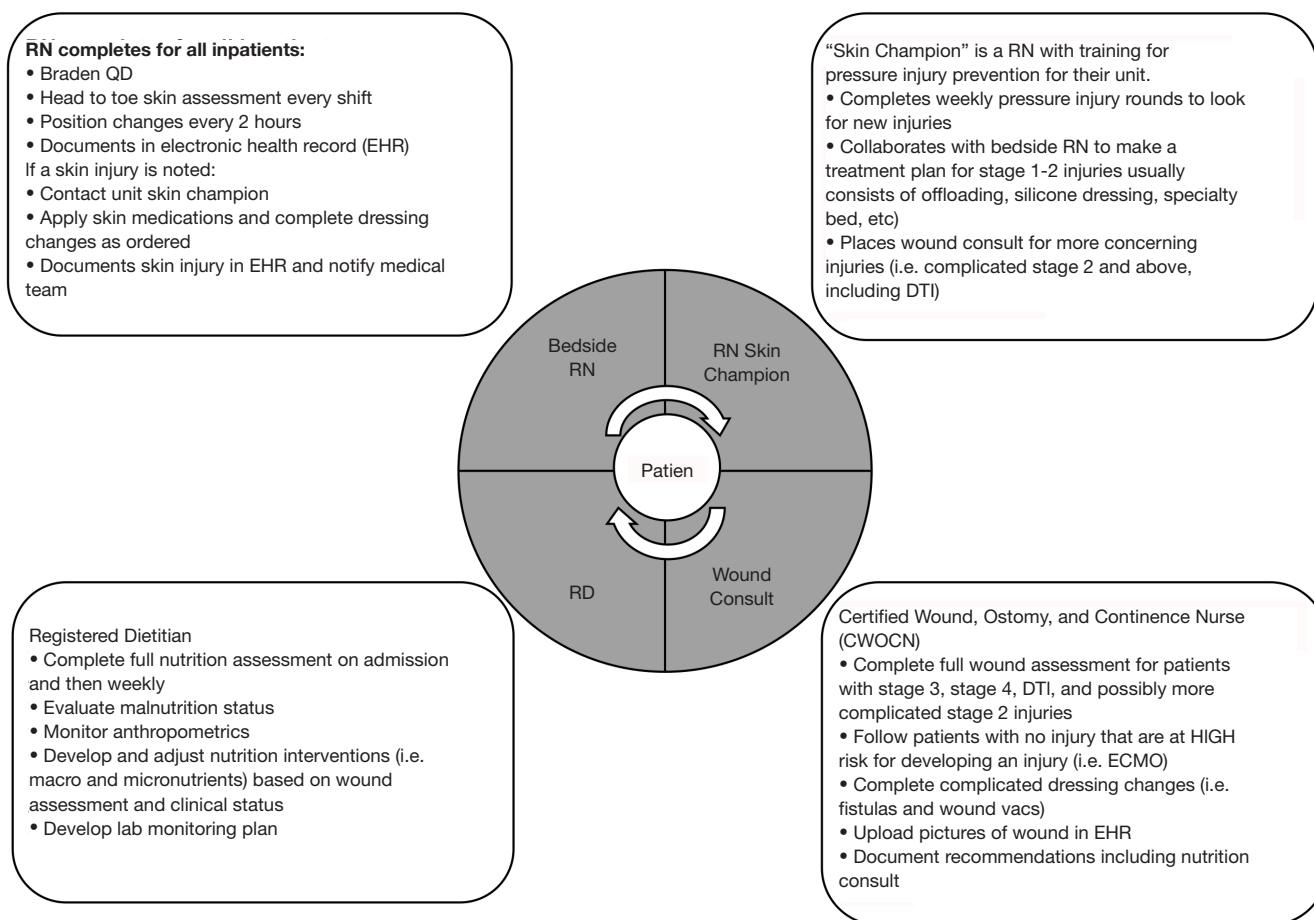 RN completes for all inpatients:
• Braden QD
• Head to toe skin assessment every shift
• Position changes every 2 hours
• Documents in electronic health record (EHR)
If a skin injury is noted:
• Contact unit skin champion
• Apply skin medications and complete dressing
changes as ordered
• Documents skin injury in EHR and notify medical
team
“Skin Champion” is a RN with training for
pressure injury prevention for their unit.
• Completes weekly pressure injury rounds to look
for new injuries
• Collaborates with bedside RN to make a
treatment plan for stage 1-2 injuries usually
consists of offloading, silicone dressing, specialty
bed, etc)
• Places wound consult for more concerning
injuries (i.e. complicated stage 2 and above,
including DTI)
Bedside
RN
RN Skin
Champion
Patien
RD
Wound
Consult
Registered Dietitian
• Complete full nutrition assessment on admission
and then weekly
• Evaluate malnutrition status
• Monitor anthropometrics
• Develop and adjust nutrition interventions (i.e.
macro and micronutrients) based on wound
assessment and clinical status
• Develop lab monitoring plan
Certified Wound, Ostomy, and Continence Nurse
(CWOCN)
• Complete full wound assessment for patients
with stage 3, stage 4, DTI, and possibly more
complicated stage 2 injuries
• Follow patients with no injury that are at HIGH
risk for developing an injury (i.e. ECMO)
• Complete complicated dressing changes (i.e.
fistulas and wound vacs)
• Upload pictures of wound in EHR
• Document recommendations including nutrition
consult